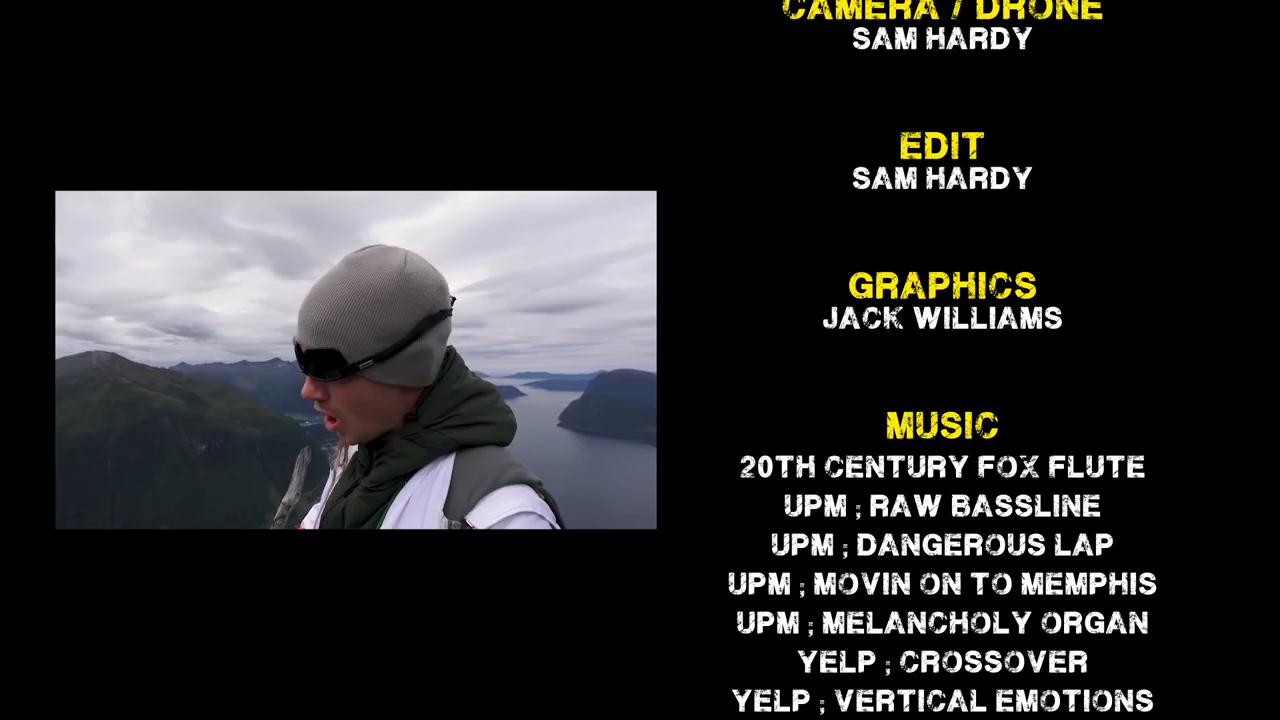 CAMERA / DRONE
SAM HARDY
EDIT
SAM HARDY
GRAPHICS
JACK WILLIAMS
MUSIC
20TH CENTURY FOX FLUTE
UPM ; RAW BASSLINE
UPM ; DANGEROUS LAP
UPM ; MOVIN ON TO MEMPHIS
UPM ; MELANCHOLY ORGAN
YELP ; CROSSOVER
YELP ; VERTICAL EMOTIONS